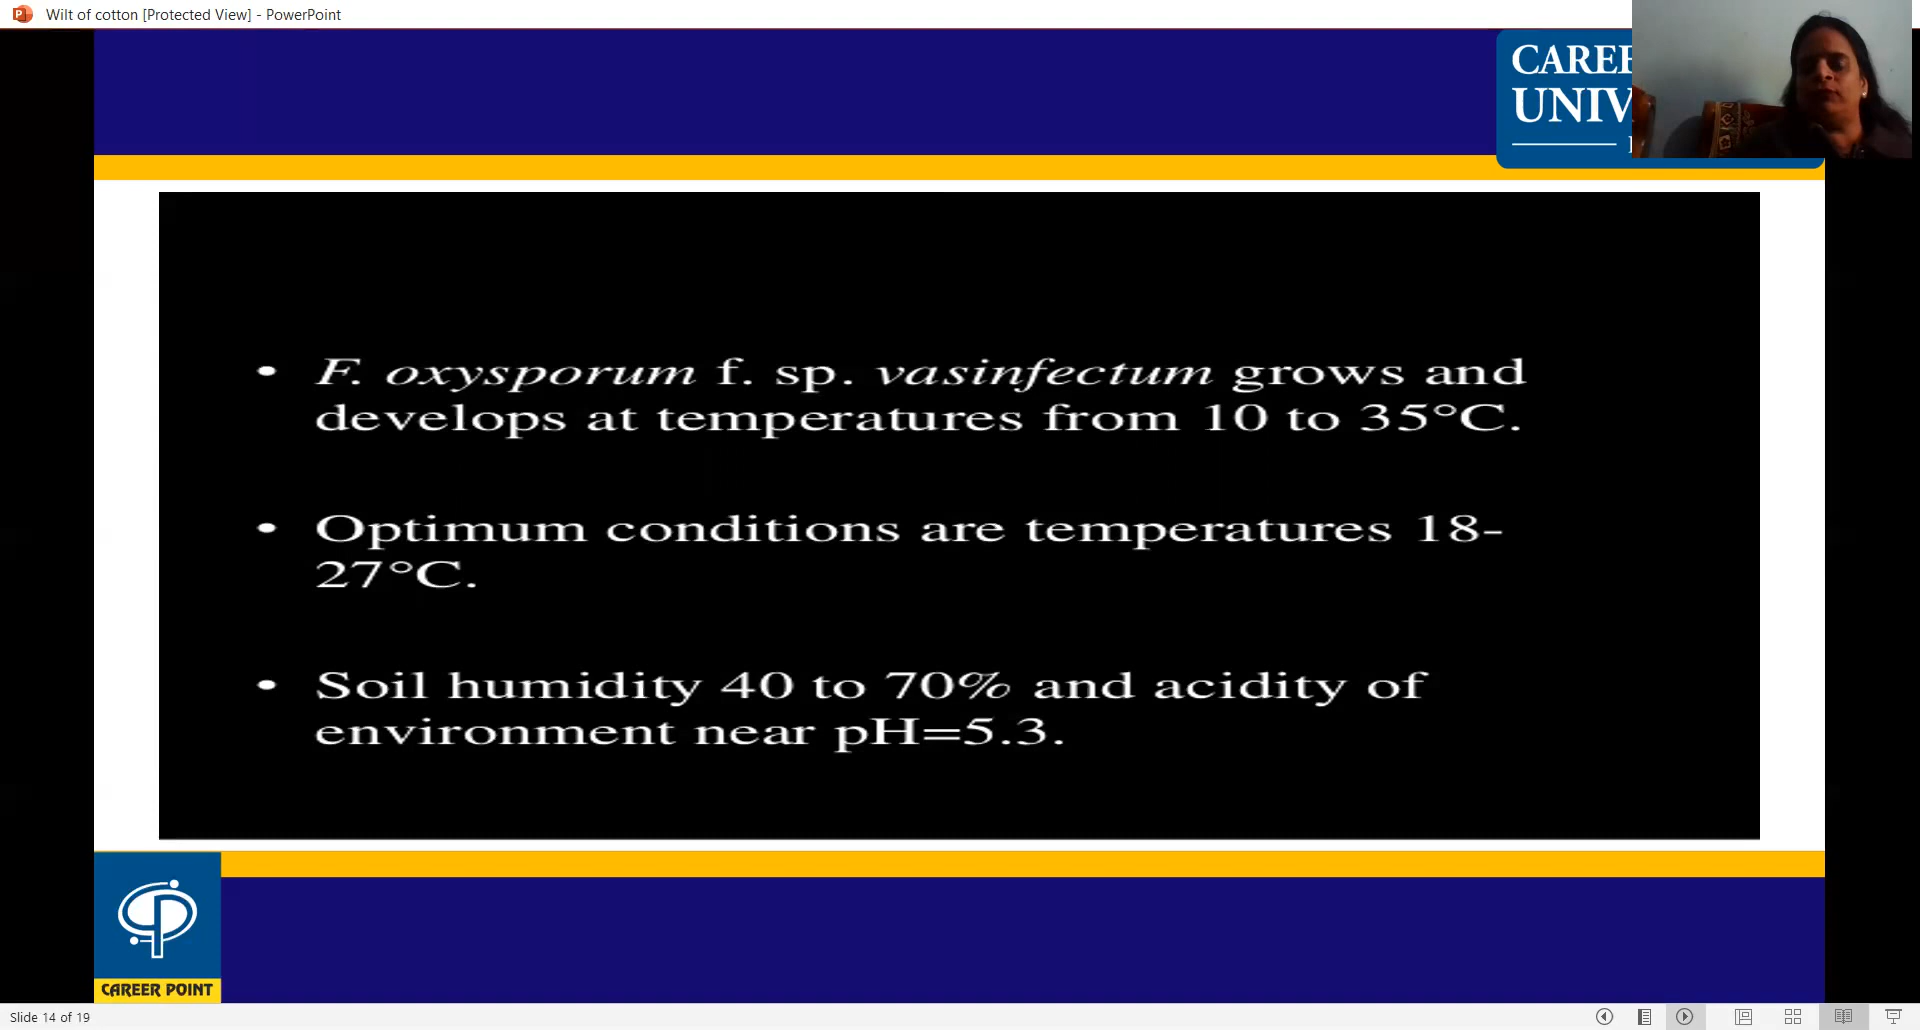 Wilt of cotton [Protected View] - PowerPoint
• F. oxysporum f. sp. vasinfectum grows and
develops at temperatures from 10 to 35°C.
• Optimum conditions are temperatures 18-
27°C.
• Soil humidity 40 to 70% and acidity of
environment near pH=5.3.
CAREER POINT
Slide 14 of 19